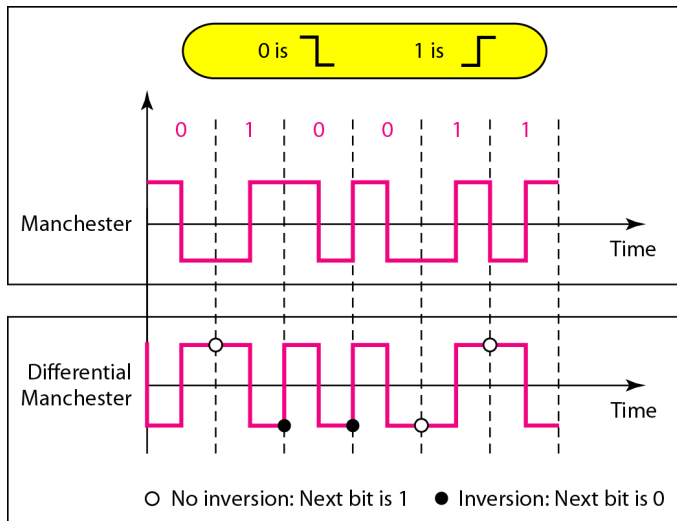 0 is 1 is
0 1 0 0 1 1
Manchester
Time
Differential
Manchester
Time
No inversion: Next bit is 1 Inversion: Next bit is 0